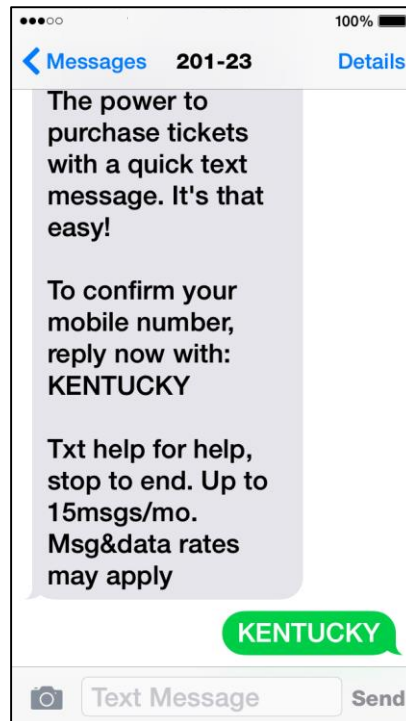 100%
Messages 201-23 Details
The power to
purchase tickets
with a quick text
message. It's that
easy!
To confirm your
mobile number,
reply now with:
KENTUCKY
Txt help for help,
stop to end. Up to
15msgs/mo.
Msg&data rates
may apply
KENTUCKY
Text Message Send